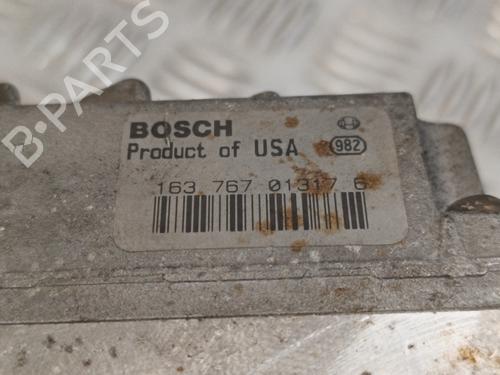 B-PARTS
BOSCH
Product of USA
982
163 767 01317 6